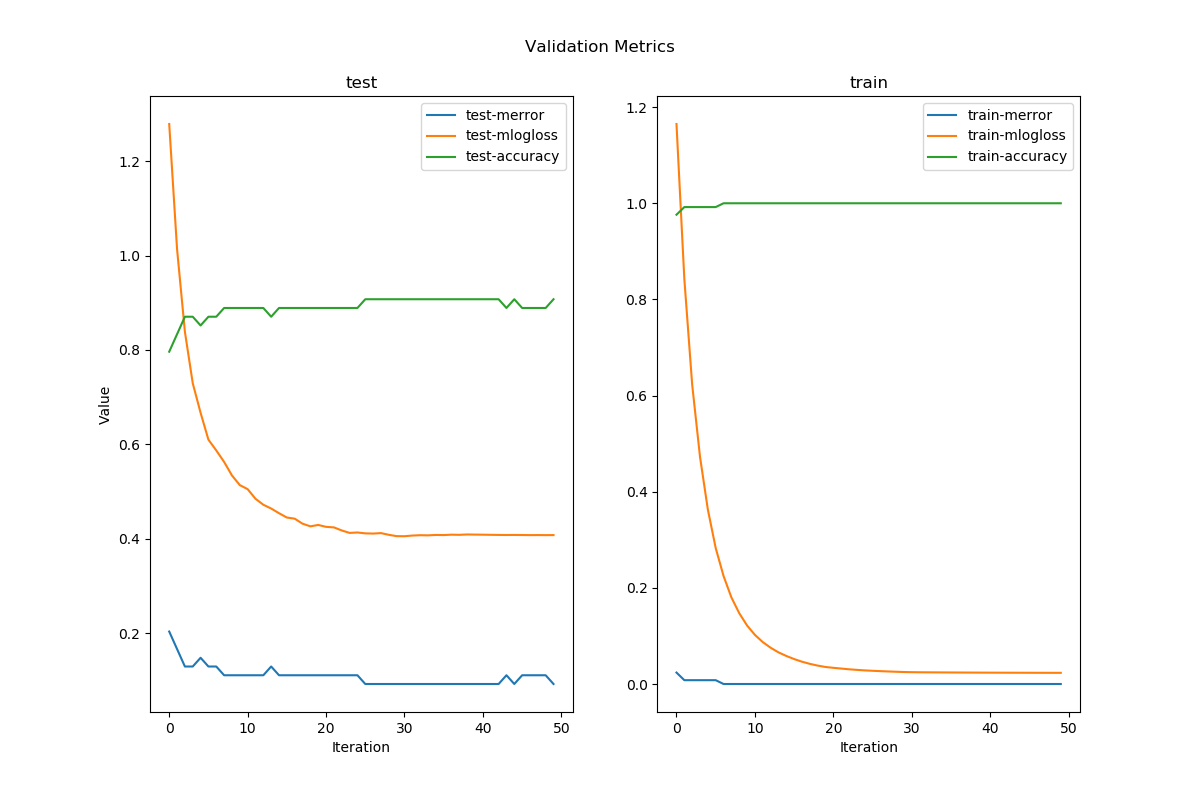 Validation Metrics
test
train
test-merror
test-mlogloss
test-accuracy
train-merror
train-mlogloss
train-accuracy
Value
1.2
1.0
0.8
0.6
0.4
0.2
0 10 20 30 40 50
Iteration
1.2
1.0
0.8
0.6
0.4
0.2
0.0
0 10 20 30 40 50
Iteration